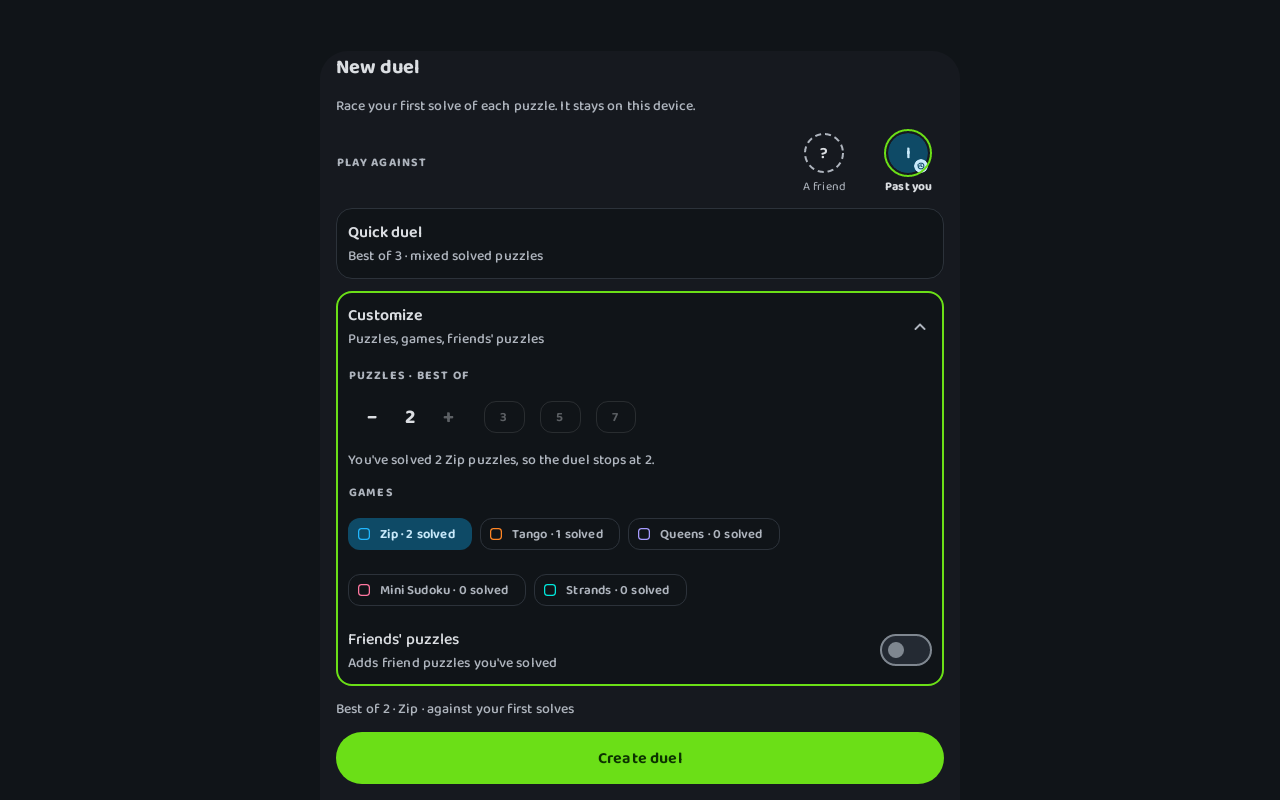 New duel
Race your first solve of each puzzle. It stays on this device.
PLAY AGAINST
?
A friend
I
Past you
Quick duel
Best of 3 · mixed solved puzzles
Customize
Puzzles, games, friends' puzzles
PUZZLES · BEST OF
− 2 + 3 5 7
You've solved 2 Zip puzzles, so the duel stops at 2.
GAMES
Zip · 2 solved
Tango · 1 solved
Queens · 0 solved
Mini Sudoku · 0 solved
Strands · 0 solved
Friends' puzzles
Adds friend puzzles you've solved
Best of 2 · Zip · against your first solves
Create duel